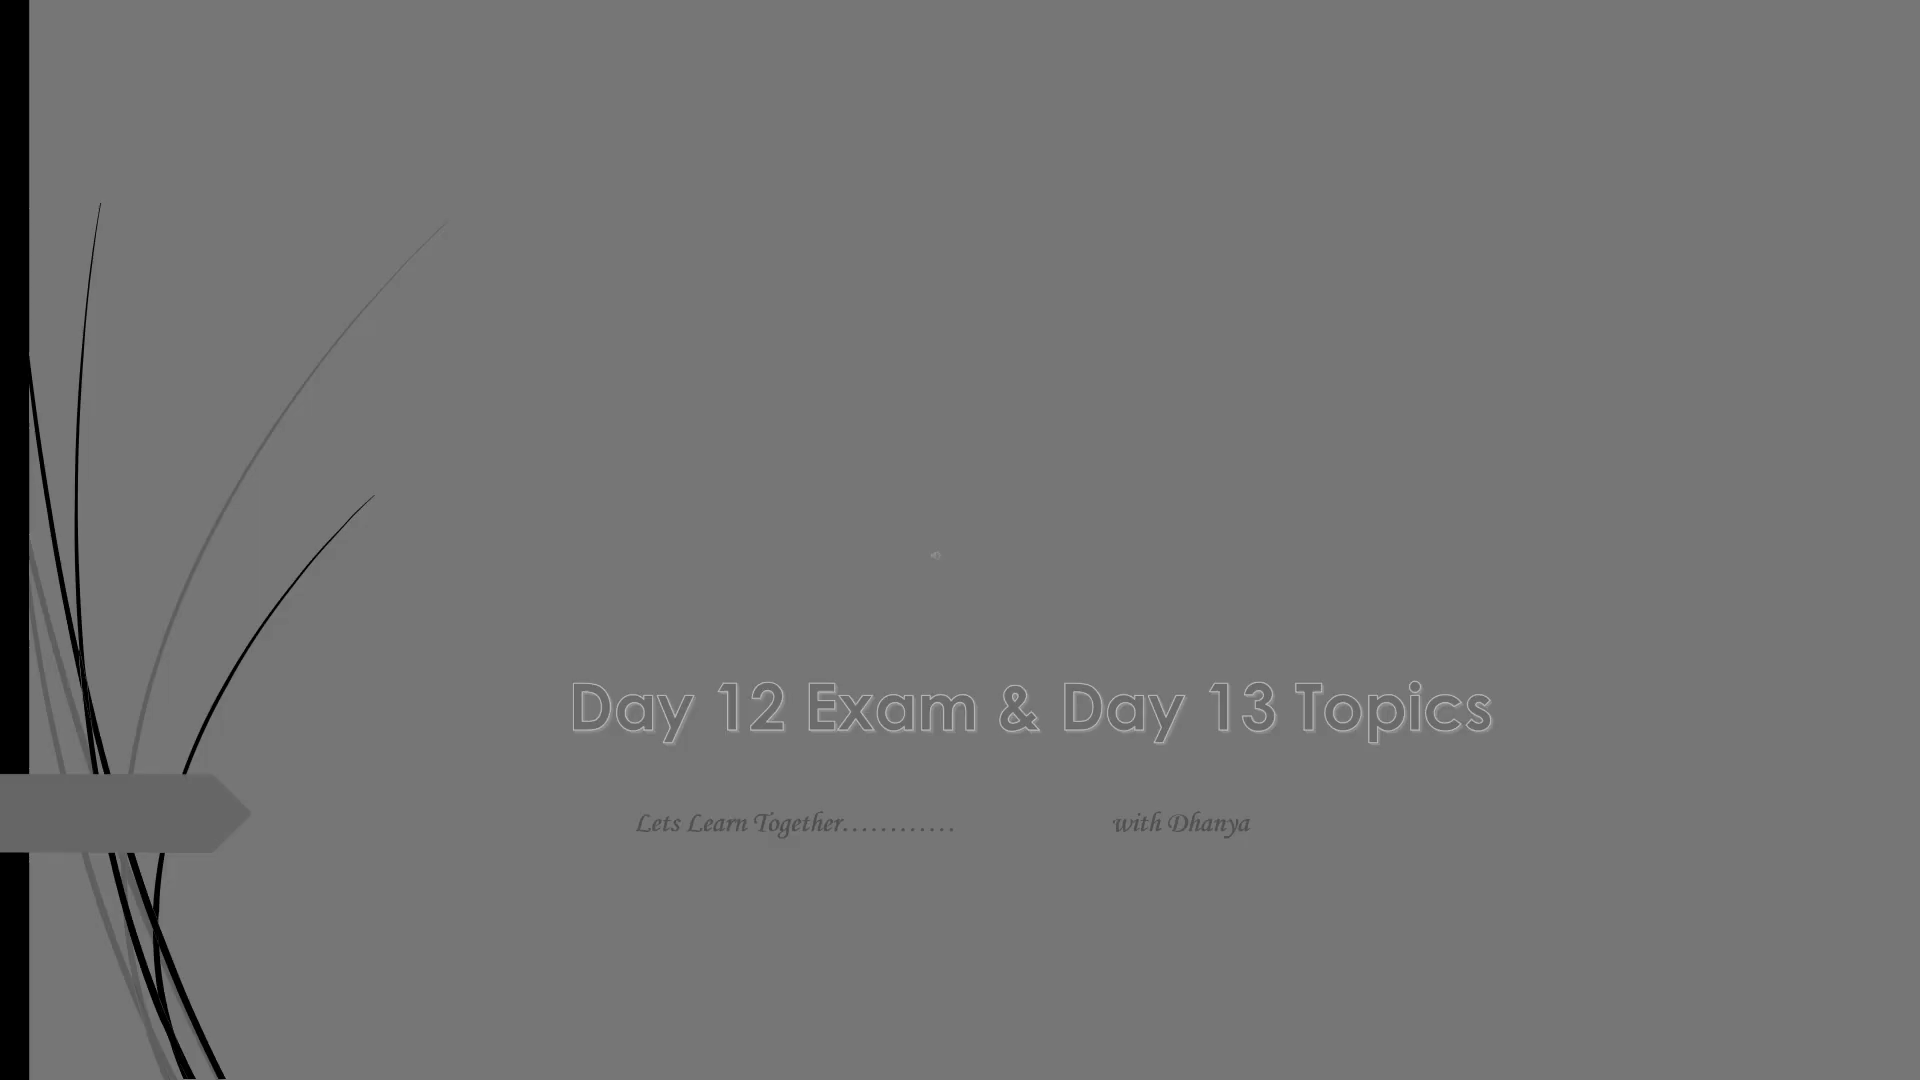 Day 12 Exam & Day 13 Topics
Lets Learn Together............ with Dhanya